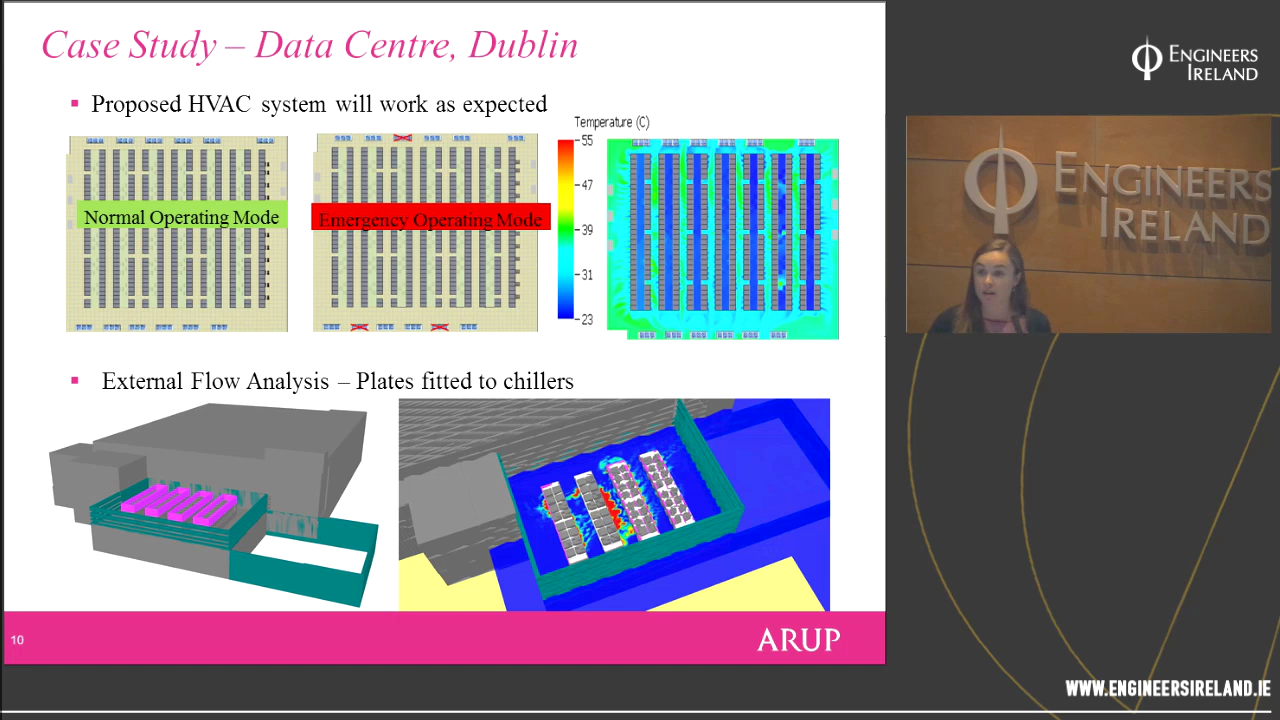 Case Study – Data Centre, Dublin
Proposed HVAC system will work as expected
Normal Operating Mode
Emergency Operating Mode
Temperature (C)
55
47
39
31
23
External Flow Analysis – Plates fitted to chillers
10
ARUP
ENGINEERS
IRELAND
ENGINEERS
IRELAND
WWW.ENGINEERSIRELAND.IE